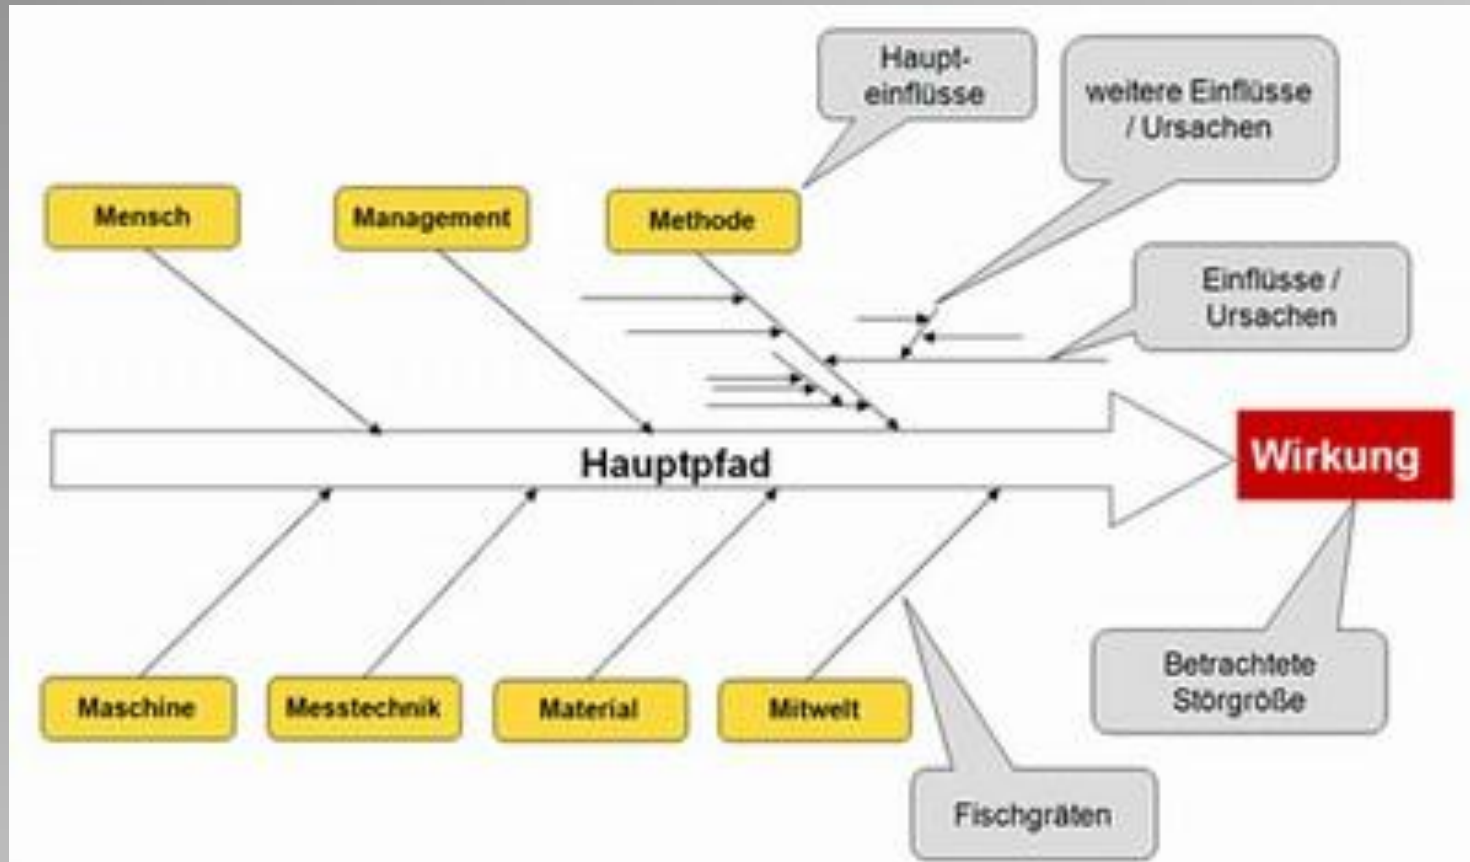 Haupt-
einflüsse
weitere Einflüsse
/ Ursachen
Mensch
Management
Methode
Einflüsse /
Ursachen
Hauptpfad
Wirkung
Maschine
Messtechnik
Material
Mitwelt
Betrachtete
Störgröße
Fischgräten